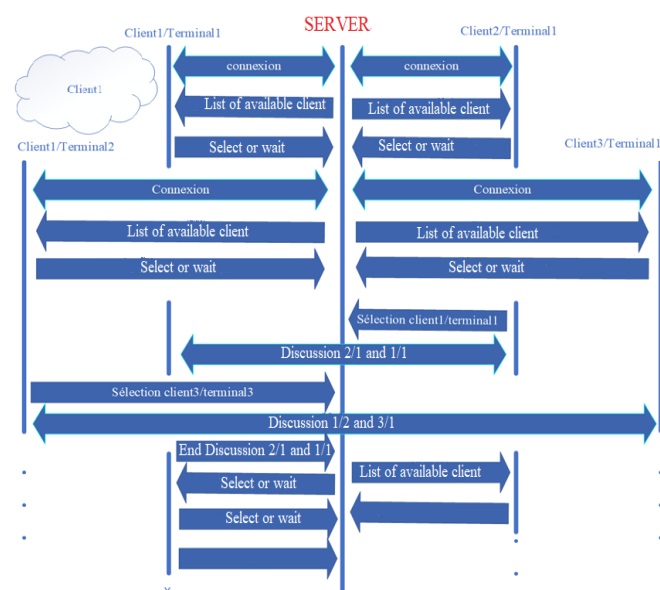 SERVER
Client1/Terminal1
Client2/Terminal1
connexion
connexion
Client1
List of available client
List of available client
Select or wait
Select or wait
Client1/Terminal2
Client3/Terminal1
Connexion
Connexion
List of available client
List of available client
Select or wait
Select or wait
Sélection client1/terminal1
Discussion 2/1 and 1/1
Sélection client3/terminal3
Discussion 1/2 and 3/1
End Discussion 2/1 and 1/1
List of available client
Select or wait
Select or wait